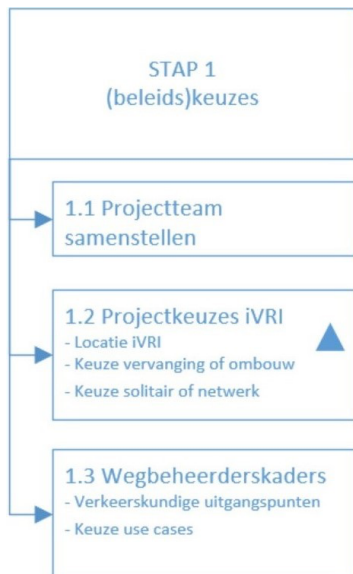 STAP 1
(beleids)keuzes
1.1 Projectteam
samenstellen
1.2 Projectkeuzes iVRI
- Locatie iVRI
- Keuze vervanging of ombouw
- Keuze solitair of netwerk
1.3 Wegbeheerderskaders
- Verkeerskundige uitgangspunten
- Keuze use cases